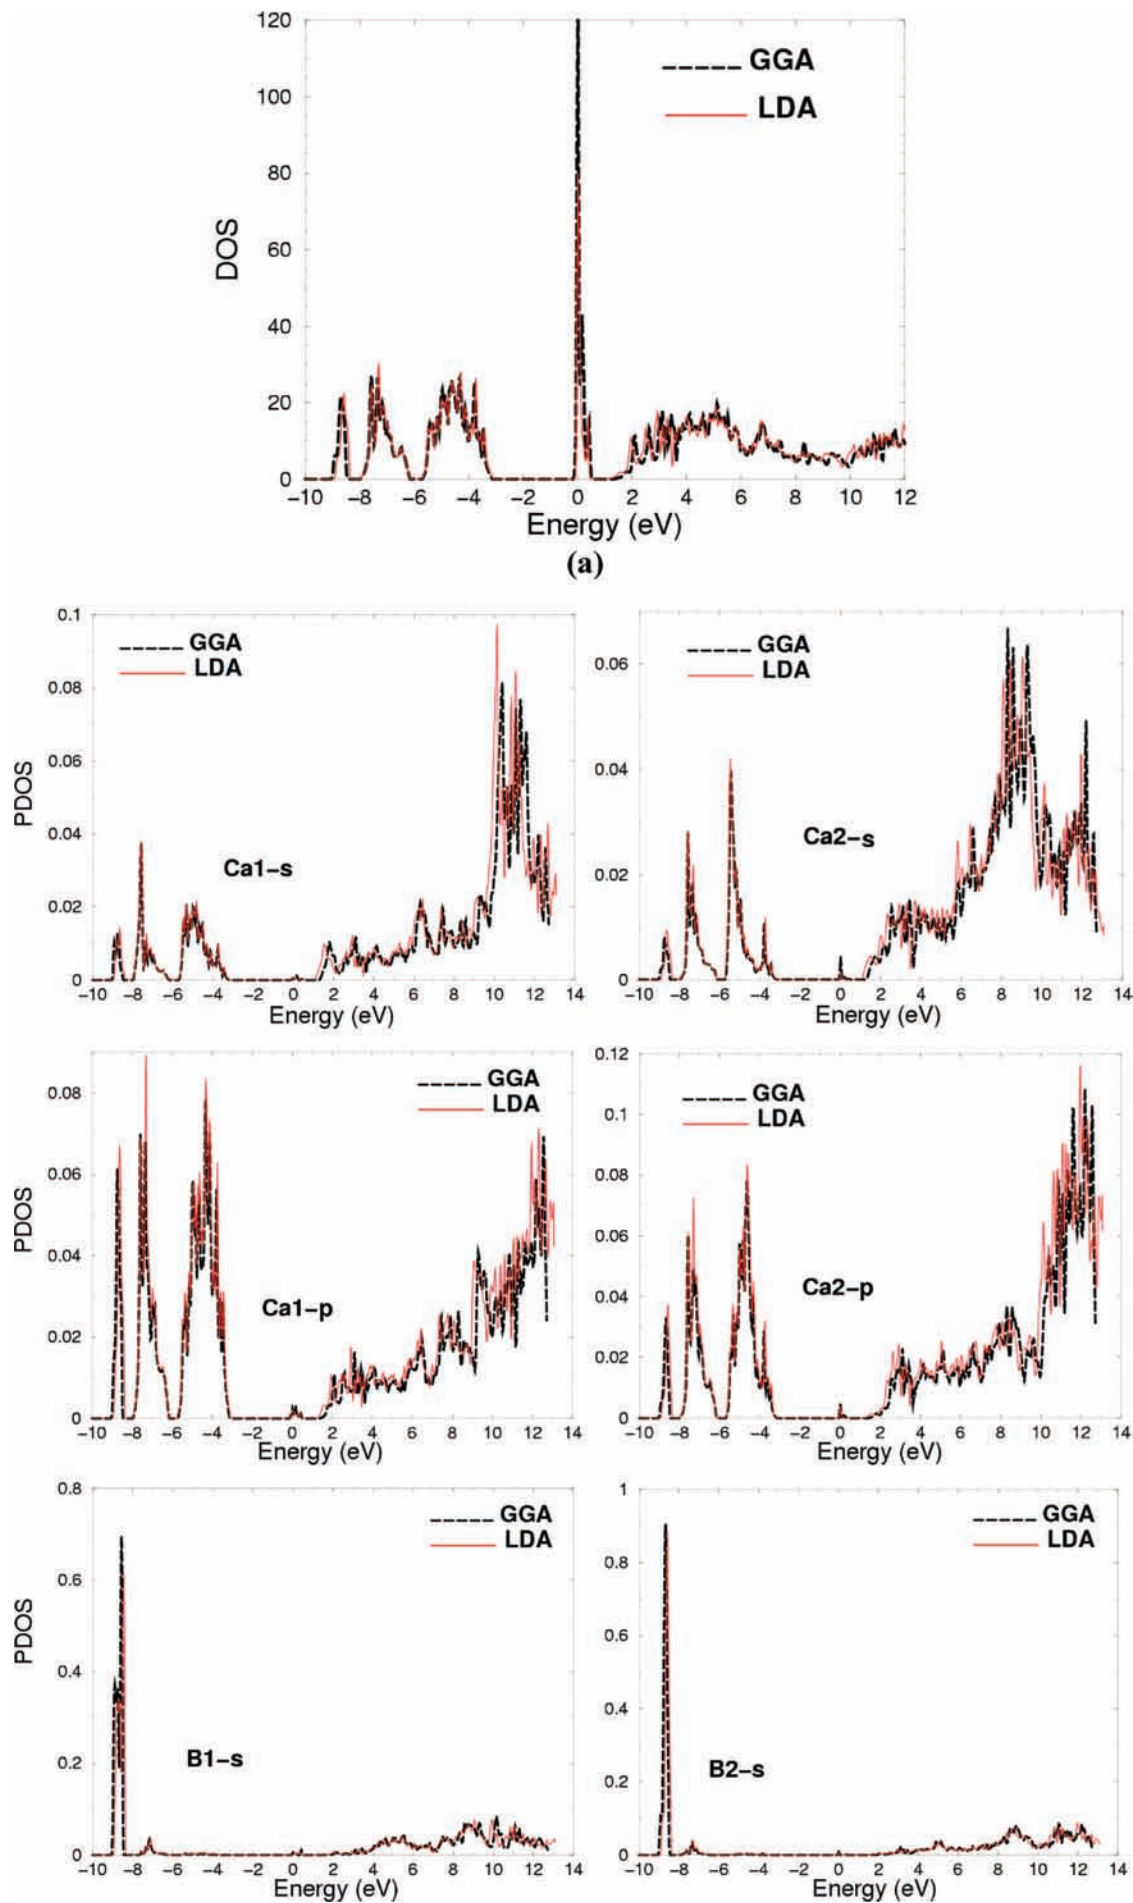 120
100
80
60
40
20
0
DOS
GGA
LDA
−10 −8 −6 −4 −2 0 2 4 6 8 10 12
Energy (eV)
(a)
0.1
0.08
0.06
0.04
0.02
0
PDOS
GGA
LDA
Ca1−s
−10 −8 −6 −4 −2 0 2 4 6 8 10 12 14
Energy (eV)
0.06
0.04
0.02
0
GGA
LDA
Ca2−s
−10 −8 −6 −4 −2 0 2 4 6 8 10 12 14
Energy (eV)
0.08
0.06
0.04
0.02
0
PDOS
GGA
LDA
Ca1−p
−10 −8 −6 −4 −2 0 2 4 6 8 10 12 14
Energy (eV)
0.12
0.1
0.08
0.06
0.04
0.02
0
GGA
LDA
Ca2−p
−10 −8 −6 −4 −2 0 2 4 6 8 10 12 14
Energy (eV)
0.8
0.6
0.4
0.2
0
PDOS
GGA
LDA
B1−s
−10 −8 −6 −4 −2 0 2 4 6 8 10 12 14
Energy (eV)
1
0.8
0.6
0.4
0.2
0
GGA
LDA
B2−s
−10 −8 −6 −4 −2 0 2 4 6 8 10 12 14
Energy (eV)